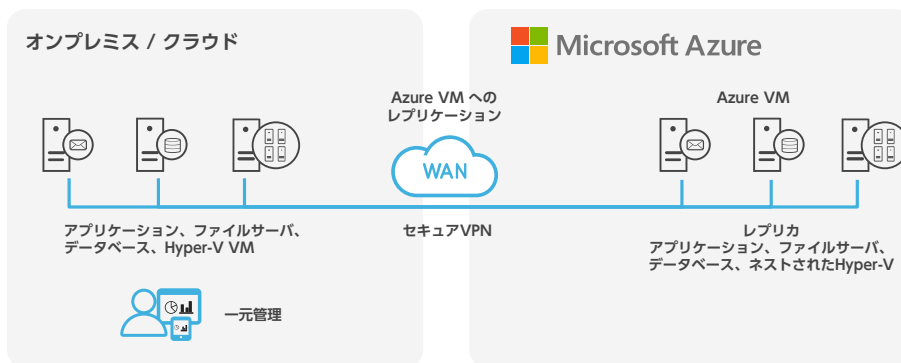 オンプレミス / クラウド
Microsoft Azure
Azure VM への
レプリケーション
Azure VM
WAN
アプリケーション、ファイルサーバ、
データベース、Hyper-V VM
セキュアVPN
レプリカ
アプリケーション、ファイルサーバ、
データベース、ネストされたHyper-V
一元管理